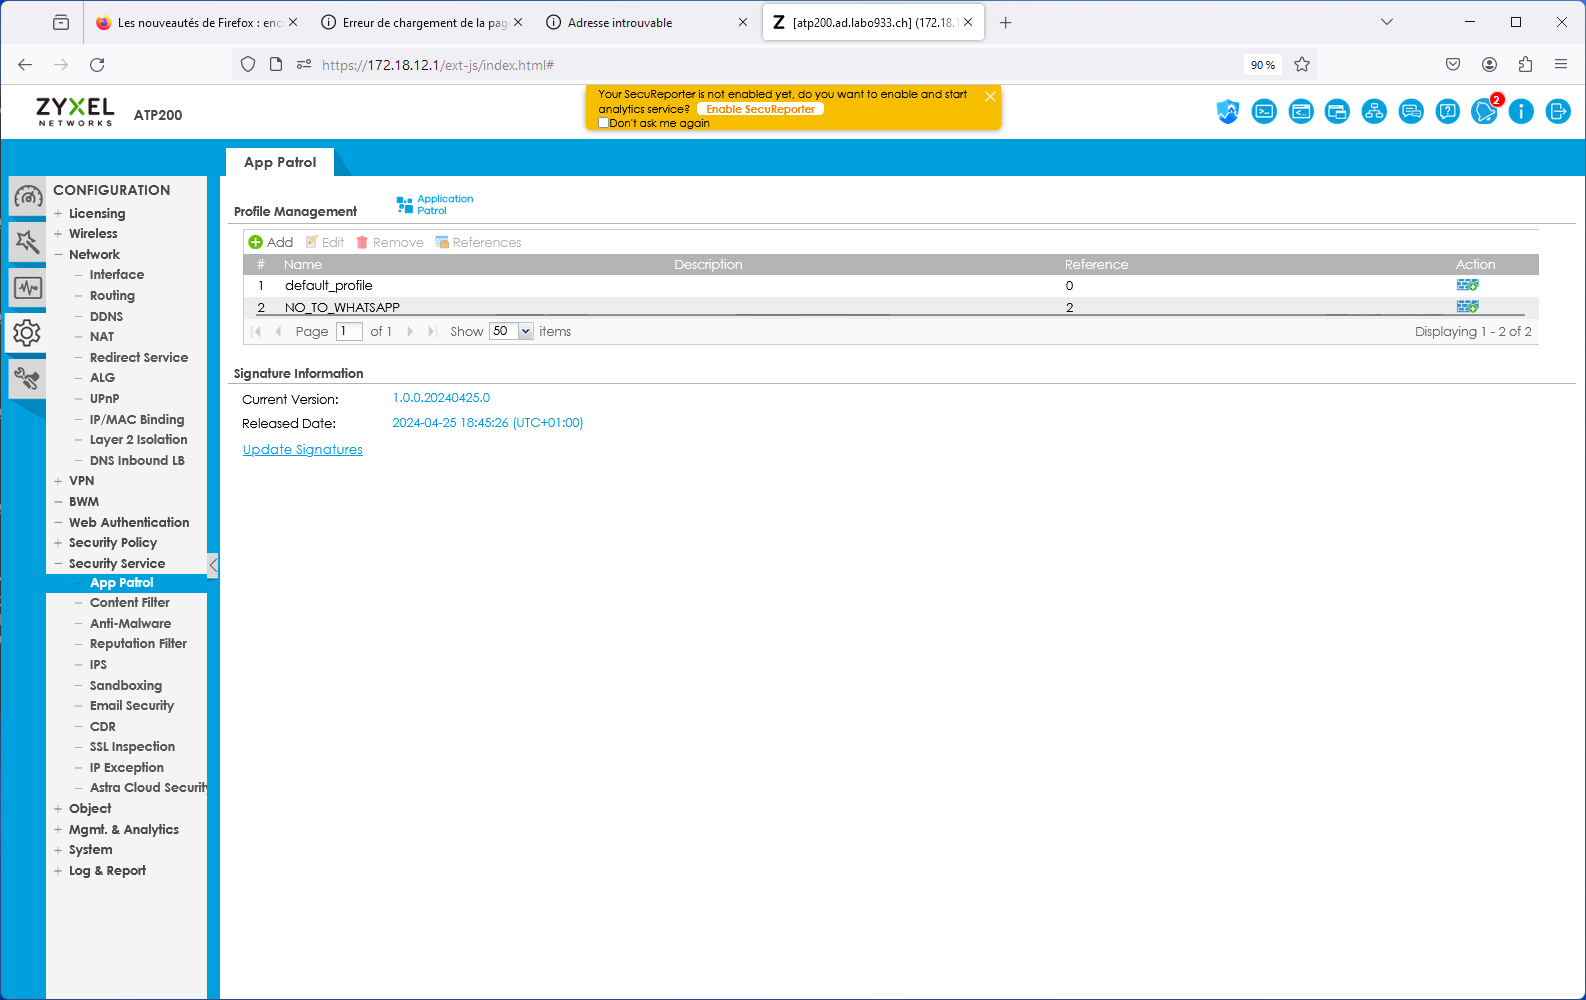 Les nouveautés de Firefox : enc
Erreur de chargement de la pag
Adresse introuvable
Z [atp200.ad.labo933.ch] (172.18.1
https://172.18.12.1/ext-js/index.html#
90 %
ZYXEL
NETWORKS
ATP200
Your SecuReporter is not enabled yet, do you want to enable and start
analytics service? Enable SecuReporter
Don't ask me again
2
App Patrol
CONFIGURATION
Licensing
Wireless
Network
Interface
Routing
DDNS
NAT
Redirect Service
ALG
UPnP
IP/MAC Binding
Layer 2 Isolation
DNS Inbound LB
VPN
BWM
Web Authentication
Security Policy
Security Service
App Patrol
Content Filter
Anti-Malware
Reputation Filter
IPS
Sandboxing
Email Security
CDR
SSL Inspection
IP Exception
Astra Cloud Security
Object
Mgmt. & Analytics
System
Log & Report
Profile Management
Application
Patrol
Add Edit Remove References
# Name Description Reference Action
1 default_profile 0
2 NO_TO_WHATSAPP 2
Page 1 of 1 Show 50 items Displaying 1 - 2 of 2
Signature Information
Current Version: 1.0.0.20240425.0
Released Date: 2024-04-25 18:45:26 (UTC+01:00)
Update Signatures